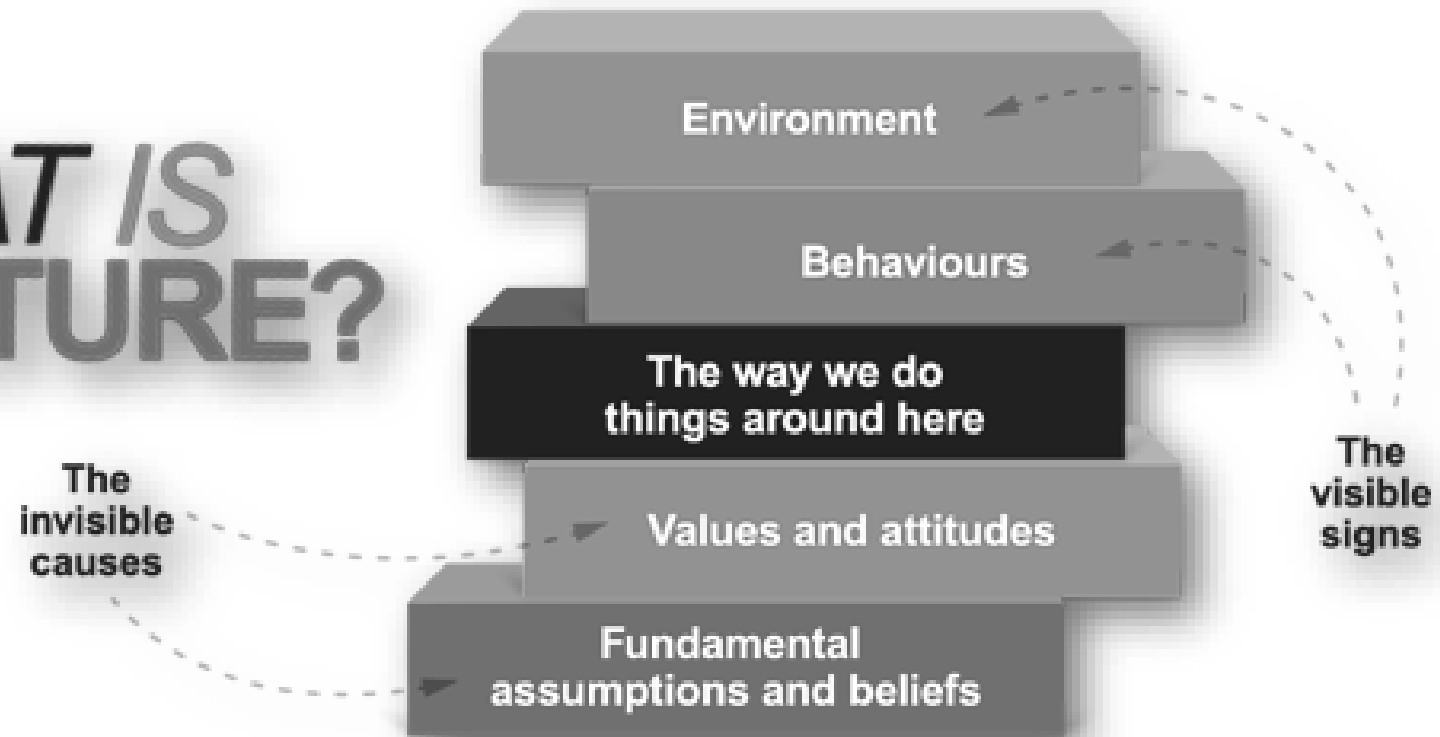 AT IS
TURE?
Environment
Behaviours
The way we do
things around here
Values and attitudes
Fundamental
assumptions and beliefs
The
invisible
causes
The
visible
signs